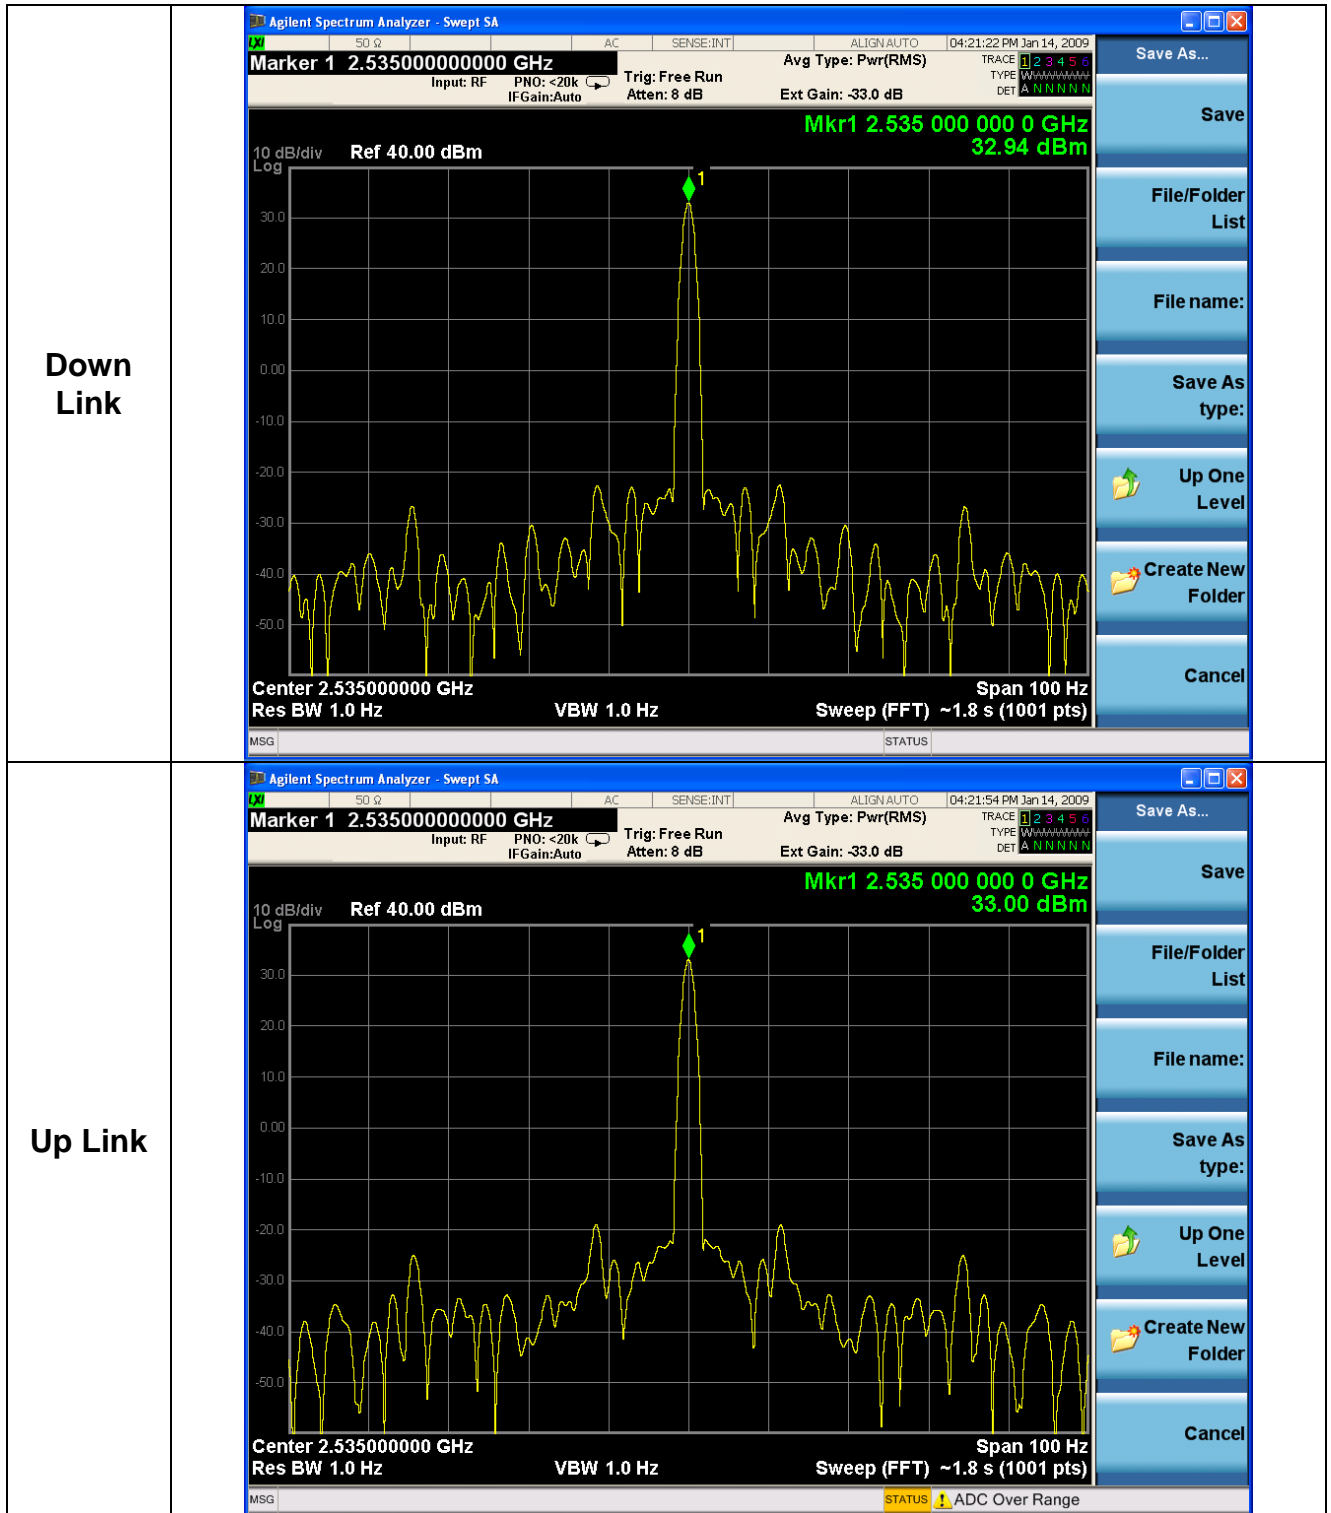 Down
Link
Agilent Spectrum Analyzer - Swept SA
LXI 50 Ω AC SENSE:INT ALIGN AUTO 04:21:22 PM Jan 14, 2009
Marker 1 2.535000000000 GHz
Input: RF PNO: <20k
IFGain:Auto
Trig: Free Run
Atten: 8 dB
Avg Type: Pwr(RMS)
Ext Gain: -33.0 dB
TRACE 1 2 3 4 5 6
TYPE
DET A N N N N N
Mkr1 2.535 000 000 0 GHz
32.94 dBm
10 dB/div Ref 40.00 dBm
Log
1
30.0
20.0
10.0
0.00
-10.0
-20.0
-30.0
-40.0
-50.0
Center 2.535000000 GHz Span 100 Hz
Res BW 1.0 Hz VBW 1.0 Hz Sweep (FFT) ~1.8 s (1001 pts)
MSG STATUS
Save As...
Save
File/Folder
List
File name:
Save As
type:
Up One
Level
Create New
Folder
Cancel
Up Link
Agilent Spectrum Analyzer - Swept SA
LXI 50 Ω AC SENSE:INT ALIGN AUTO 04:21:54 PM Jan 14, 2009
Marker 1 2.535000000000 GHz
Input: RF PNO: <20k
IFGain:Auto
Trig: Free Run
Atten: 8 dB
Avg Type: Pwr(RMS)
Ext Gain: -33.0 dB
TRACE 1 2 3 4 5 6
TYPE
DET A N N N N N
Mkr1 2.535 000 000 0 GHz
33.00 dBm
10 dB/div Ref 40.00 dBm
Log
1
30.0
20.0
10.0
0.00
-10.0
-20.0
-30.0
-40.0
-50.0
Center 2.535000000 GHz Span 100 Hz
Res BW 1.0 Hz VBW 1.0 Hz Sweep (FFT) ~1.8 s (1001 pts)
MSG STATUS ADC Over Range
Save As...
Save
File/Folder
List
File name:
Save As
type:
Up One
Level
Create New
Folder
Cancel